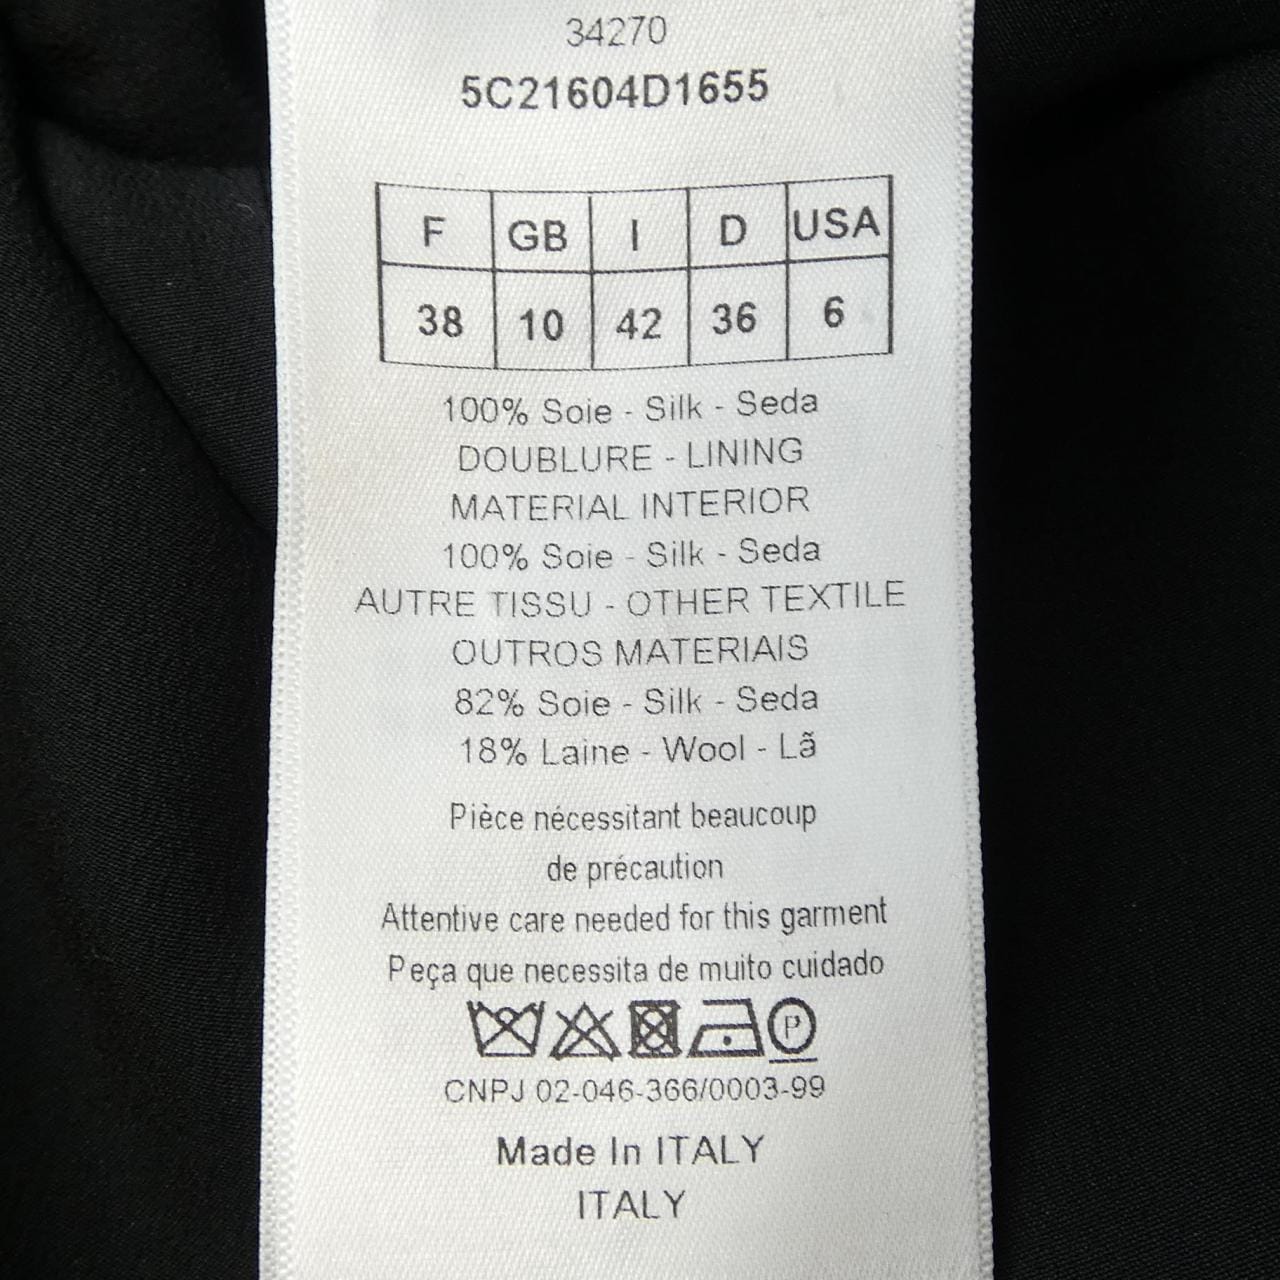 34270
5C21604D1655
F GB I D USA
38 10 42 36 6
100% Soie - Silk - Seda
DOUBLURE - LINING
MATERIAL INTERIOR
100% Soie - Silk - Seda
AUTRE TISSU - OTHER TEXTILE
OUTROS MATERIAIS
82% Soie - Silk - Seda
18% Laine - Wool - Lã
Pièce nécessitant beaucoup
de précaution
Attentive care needed for this garment
Peça que necessita de muito cuidado
P
CNPJ 02-046-366/0003-99
Made In ITALY
ITALY